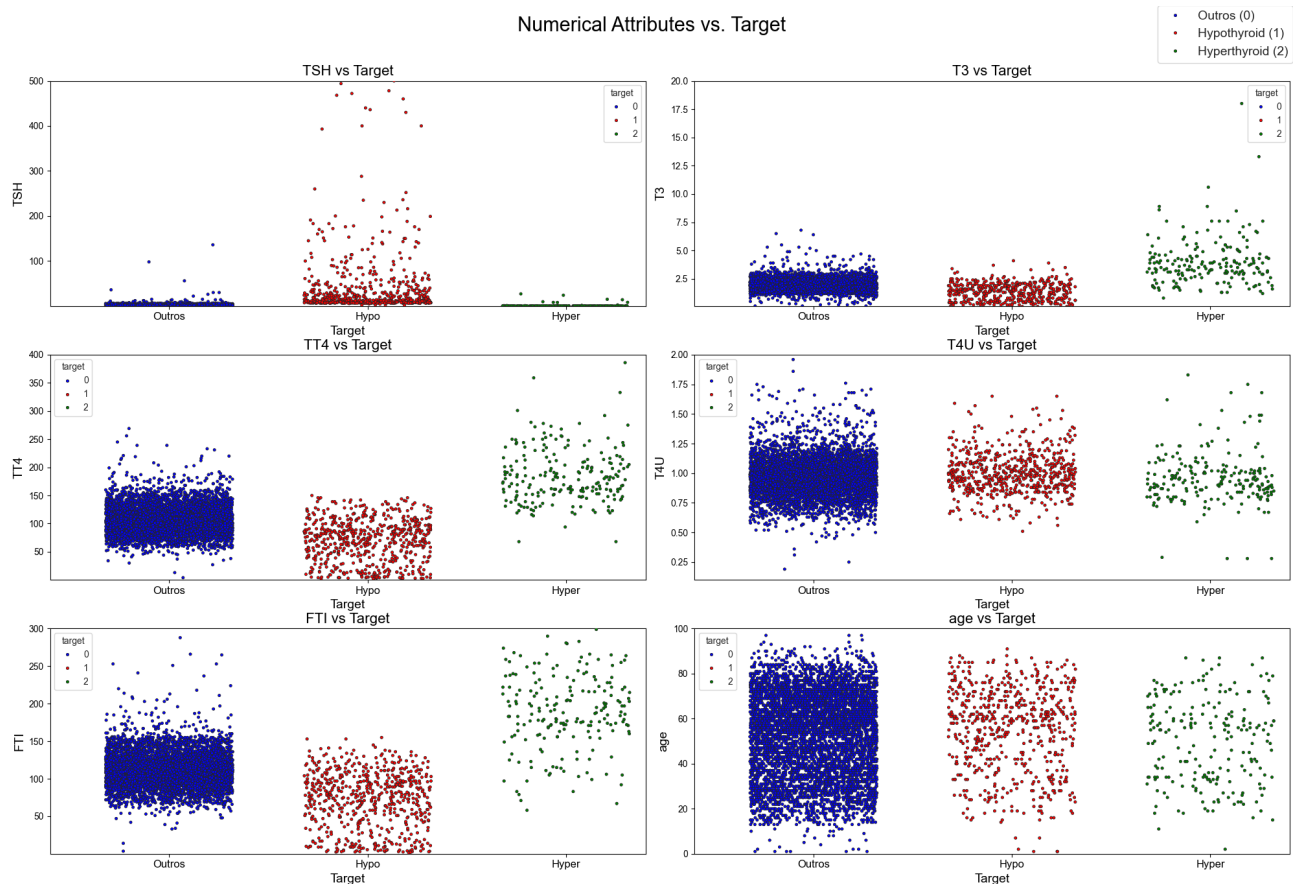 Numerical Attributes vs. Target
Outros (0)
Hypothyroid (1)
Hyperthyroid (2)
TSH vs Target
500
400
300
200
100
TSH
target
0
1
2
Outros
Hypo
Hyper
Target
T3 vs Target
20.0
17.5
15.0
12.5
10.0
7.5
5.0
2.5
T3
target
0
1
2
Outros
Hypo
Hyper
Target
TT4 vs Target
400
350
300
250
200
150
100
50
TT4
target
0
1
2
Outros
Hypo
Hyper
Target
T4U vs Target
2.00
1.75
1.50
1.25
1.00
0.75
0.50
0.25
T4U
target
0
1
2
Outros
Hypo
Hyper
Target
FTI vs Target
300
250
200
150
100
50
FTI
target
0
1
2
Outros
Hypo
Hyper
Target
age vs Target
100
80
60
40
20
0
age
target
0
1
2
Outros
Hypo
Hyper
Target